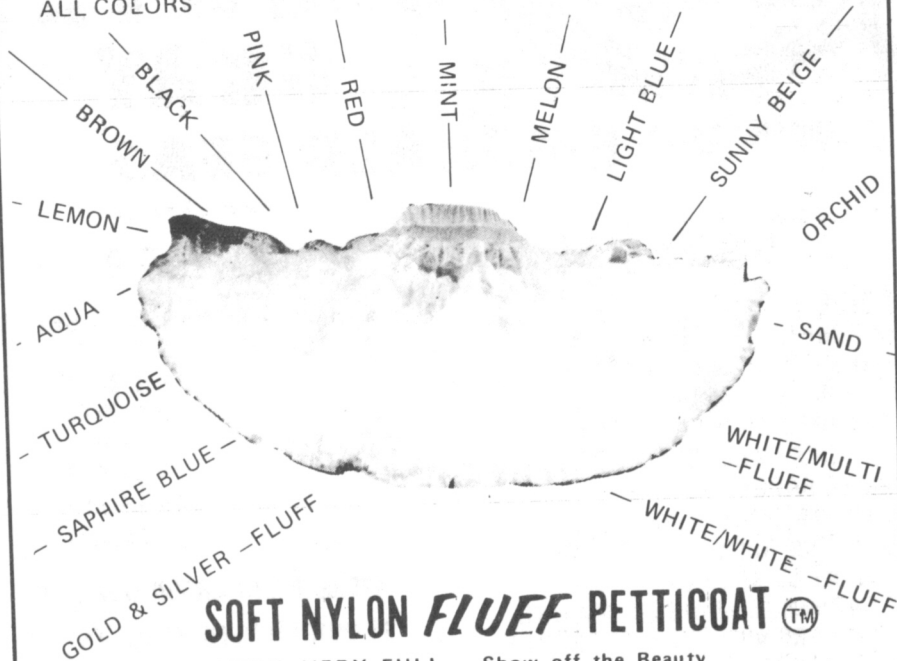 ALL COLORS
BROWN
BLACK
PINK
RED
MINT
MELON
LIGHT BLUE
SUNNY BEIGE
LEMON
ORCHID
AQUA
SAND
TURQUOISE
SAPHIRE BLUE
WHITE/MULTI
–FLUFF
GOLD & SILVER –FLUFF
WHITE/WHITE –FLUFF
SOFT NYLON FLUFF PETTICOAT TM
Show off the Beauty